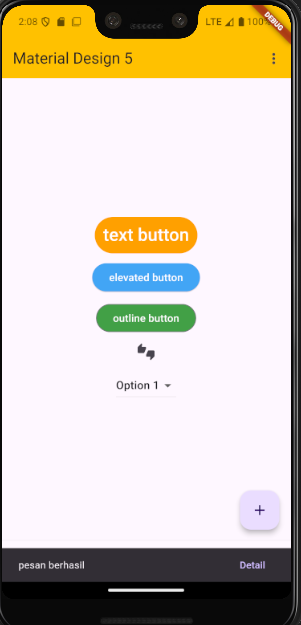 2:08 LTE 100%
DEBUG
Material Design 5
text button
elevated button
outline button
Option 1
pesan berhasil Detail